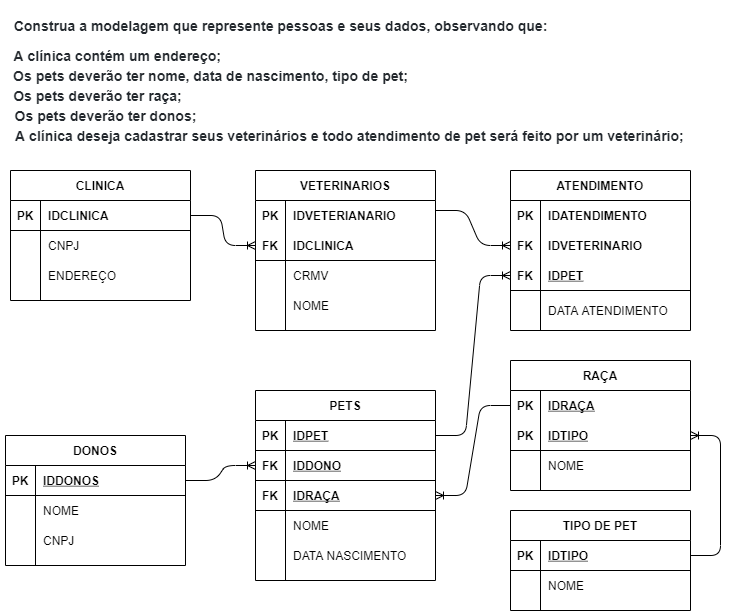 Construa a modelagem que represente pessoas e seus dados, observando que:
A clínica contém um endereço;
Os pets deverão ter nome, data de nascimento, tipo de pet;
Os pets deverão ter raça;
Os pets deverão ter donos;
A clínica deseja cadastrar seus veterinários e todo atendimento de pet será feito por um veterinário;
CLINICA
PK IDCLINICA
CNPJ
ENDEREÇO
VETERINARIOS
PK IDVETERIANARIO
FK IDCLINICA
CRMV
NOME
ATENDIMENTO
PK IDATENDIMENTO
FK IDVETERINARIO
FK IDPET
DATA ATENDIMENTO
DONOS
PK IDDONOS
NOME
CNPJ
PETS
PK IDPET
FK IDDONO
FK IDRAÇA
NOME
DATA NASCIMENTO
RAÇA
PK IDRAÇA
PK IDTIPO
NOME
TIPO DE PET
PK IDTIPO
NOME